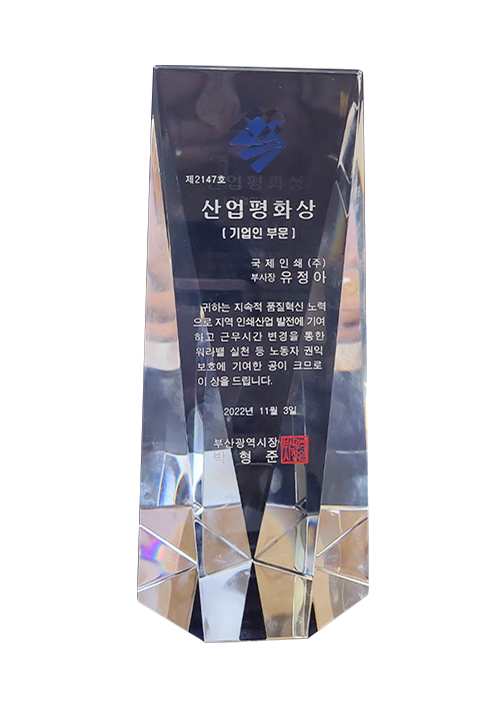 제2147호
산업평화상
[ 기업인 부문 ]
국제인쇄(주)
부시장 유정아
귀하는 지속적 품질혁신 노력
으로 지역 인쇄산업 발전에 기여
하고 근무시간 변경을 통한
워라밸 실천 등 노동자 권익
보호에 기여한 공이 크므로
이 상을 드립니다.
2022년 11월 3일
부산광역시장
박형준